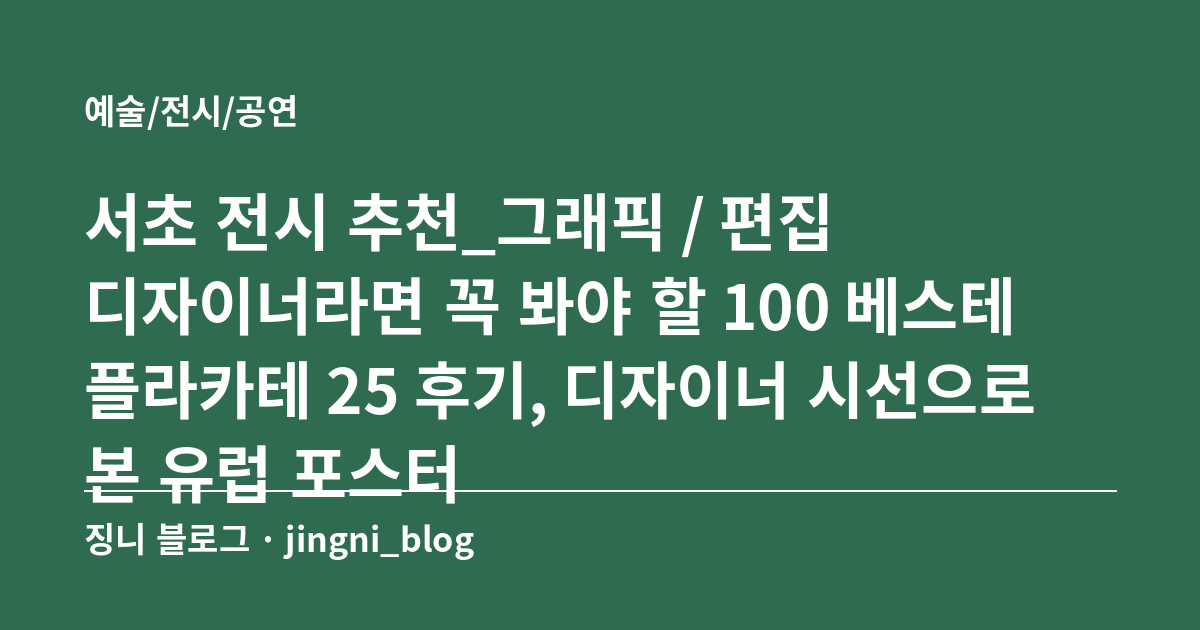 예술/전시/공연
서초 전시 추천_그래픽 / 편집
디자이너라면 꼭 봐야 할 100 베스테
플라카테 25 후기, 디자이너 시선으로
본 유럽 포스터
징니 블로그 · jingni_blog